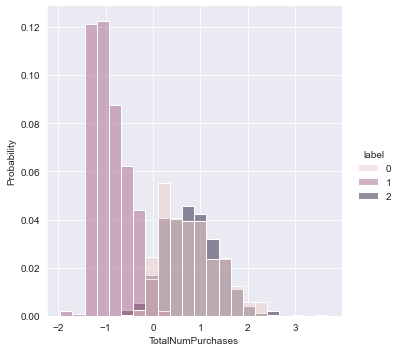 0.12
0.10
0.08
0.06
0.04
0.02
0.00
Probability
−2 −1 0 1 2 3
TotalNumPurchases
label
0
1
2